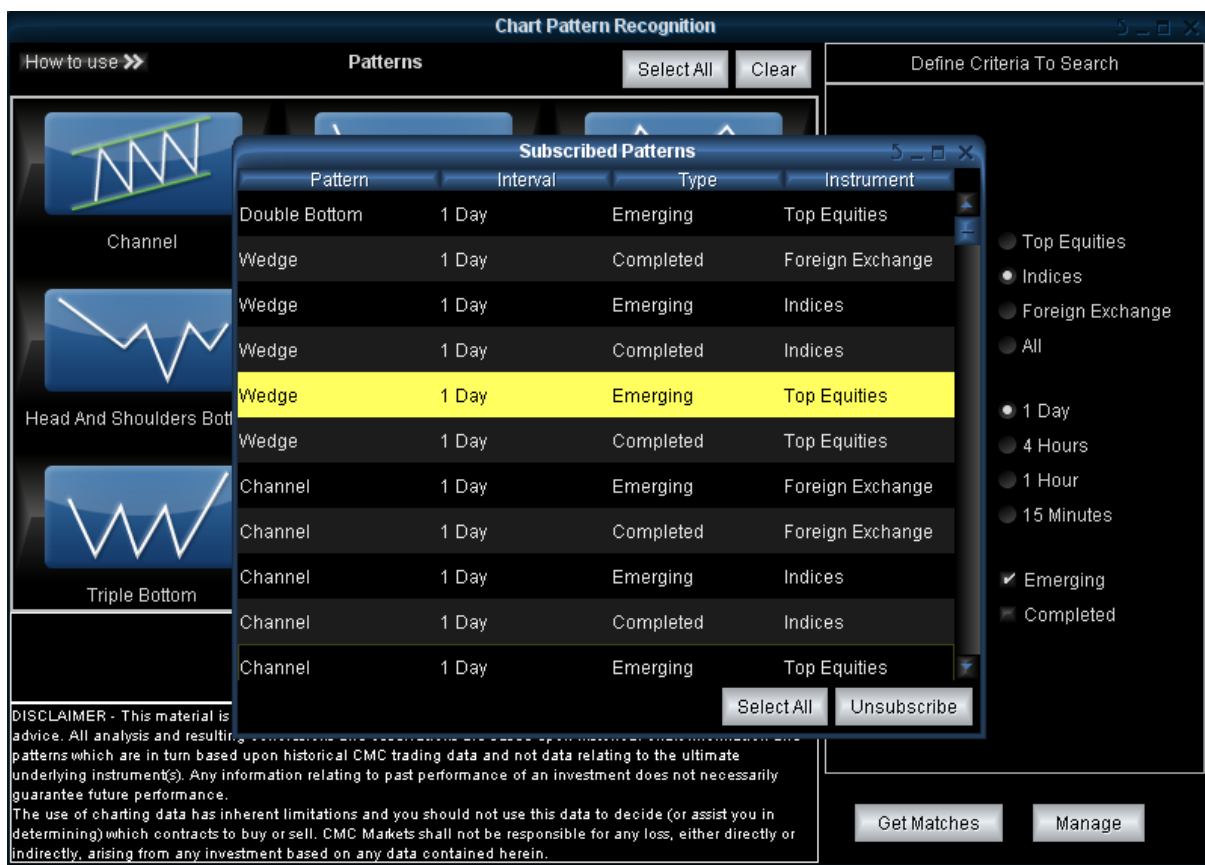 Chart Pattern Recognition
How to use
Patterns
Select All
Clear
Define Criteria To Search
Channel
Head And Shoulders Bott
Triple Bottom
Subscribed Patterns
Pattern Interval Type Instrument
Double Bottom 1 Day Emerging Top Equities
Wedge 1 Day Completed Foreign Exchange
Wedge 1 Day Emerging Indices
Wedge 1 Day Completed Indices
Wedge 1 Day Emerging Top Equities
Wedge 1 Day Completed Top Equities
Channel 1 Day Emerging Foreign Exchange
Channel 1 Day Completed Foreign Exchange
Channel 1 Day Emerging Indices
Channel 1 Day Completed Indices
Channel 1 Day Emerging Top Equities
Select All
Unsubscribe
Top Equities
Indices
Foreign Exchange
All
1 Day
4 Hours
1 Hour
15 Minutes
Emerging
Completed
DISCLAIMER - This material is
advice. All analysis and resulting
patterns which are in turn based upon historical CMC trading data and not data relating to the ultimate
underlying instrument(s). Any information relating to past performance of an investment does not necessarily
guarantee future performance.
The use of charting data has inherent limitations and you should not use this data to decide (or assist you in
determining) which contracts to buy or sell. CMC Markets shall not be responsible for any loss, either directly or
indirectly, arising from any investment based on any data contained herein.
Get Matches
Manage